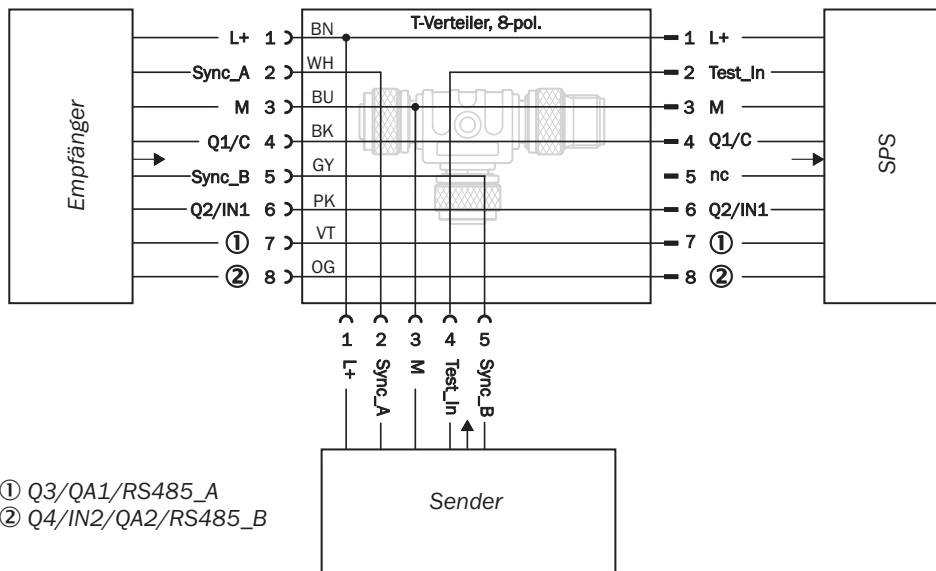 T-Verteiler, 8-pol.
Empfänger
L+ 1 BN 1 L+
Sync_A 2 WH 2 Test_In
M 3 BU 3 M
Q1/C 4 BK 4 Q1/C
Sync_B 5 GY 5 nc
Q2/IN1 6 PK 6 Q2/IN1
① 7 VT 7 ①
② 8 OG 8 ②
SPS
1 2 3 4 5
L+ Sync_A M Test_In Sync_B
Sender
① Q3/QA1/RS485_A
② Q4/IN2/QA2/RS485_B